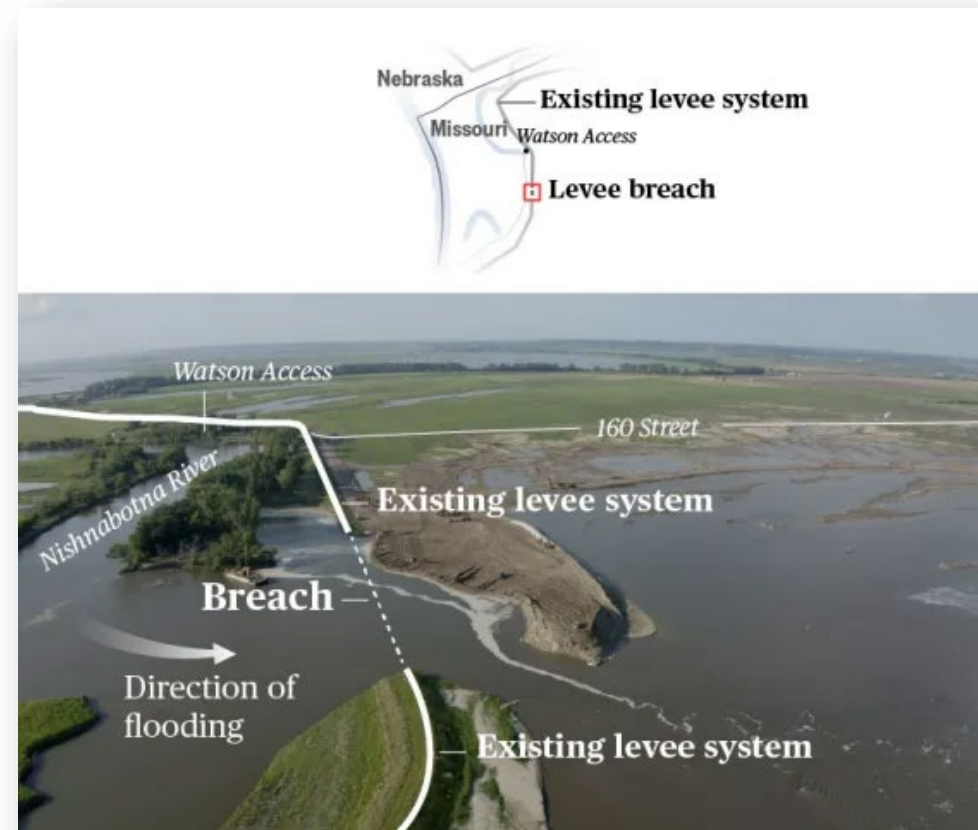 Nebraska
Existing levee system
Missouri
Watson Access
Levee breach
Watson Access
160 Street
Nishnabotna River
Existing levee system
Breach
Direction of
flooding
Existing levee system